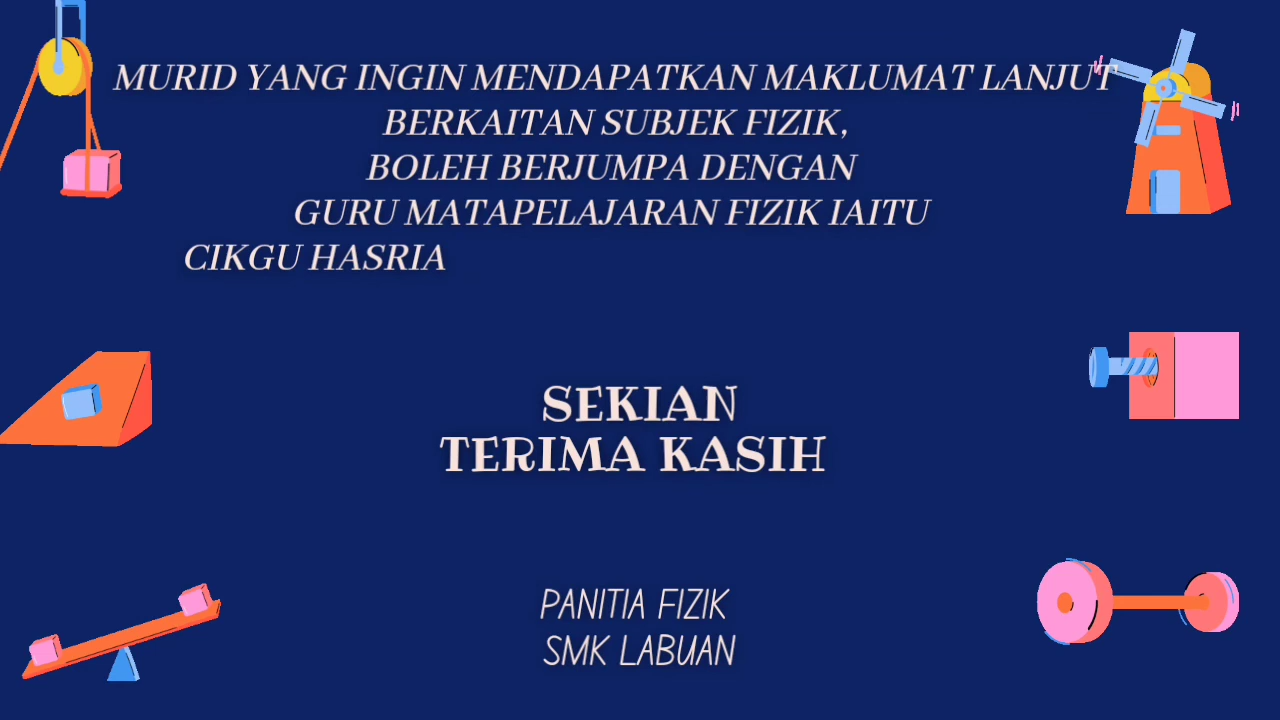 MURID YANG INGIN MENDAPATKAN MAKLUMAT LANJUT
BERKAITAN SUBJEK FIZIK,
BOLEH BERJUMPA DENGAN
GURU MATAPELAJARAN FIZIK IAITU
CIKGU HASRIA
SEKIAN
TERIMA KASIH
PANITIA FIZIK
SMK LABUAN